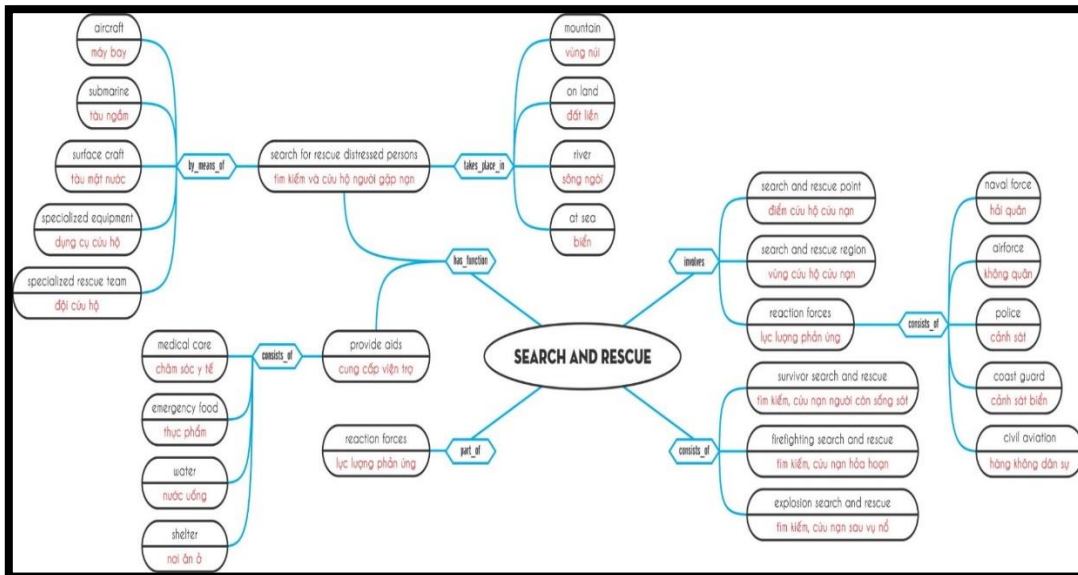 aircraft
máy bay
submarine
tàu ngầm
surface craft
tàu mặt nước
specialized equipment
dụng cụ cứu hộ
specialized rescue team
đội cứu hộ
by_means_of
search for rescue distressed persons
tìm kiếm và cứu hộ người gặp nạn
takes_place_in
mountain
vùng núi
on land
đất liền
river
sông ngòi
at sea
biển
has_function
medical care
chăm sóc y tế
emergency food
thực phẩm
water
nước uống
shelter
nơi ăn ở
consists_of
provide aids
cung cấp viện trợ
reaction forces
lực lượng phản ứng
part_of
SEARCH AND RESCUE
involves
search and rescue point
điểm cứu hộ cứu nạn
search and rescue region
vùng cứu hộ cứu nạn
reaction forces
lực lượng phản ứng
consists_of
naval force
hải quân
airforce
không quân
police
cảnh sát
coast guard
cảnh sát biển
civil aviation
hàng không dân sự
consists_of
survivor search and rescue
tìm kiếm, cứu nạn người còn sống sót
firefighting search and rescue
tìm kiếm, cứu nạn hỏa hoạn
explosion search and rescue
tìm kiếm, cứu nạn sau vụ nổ